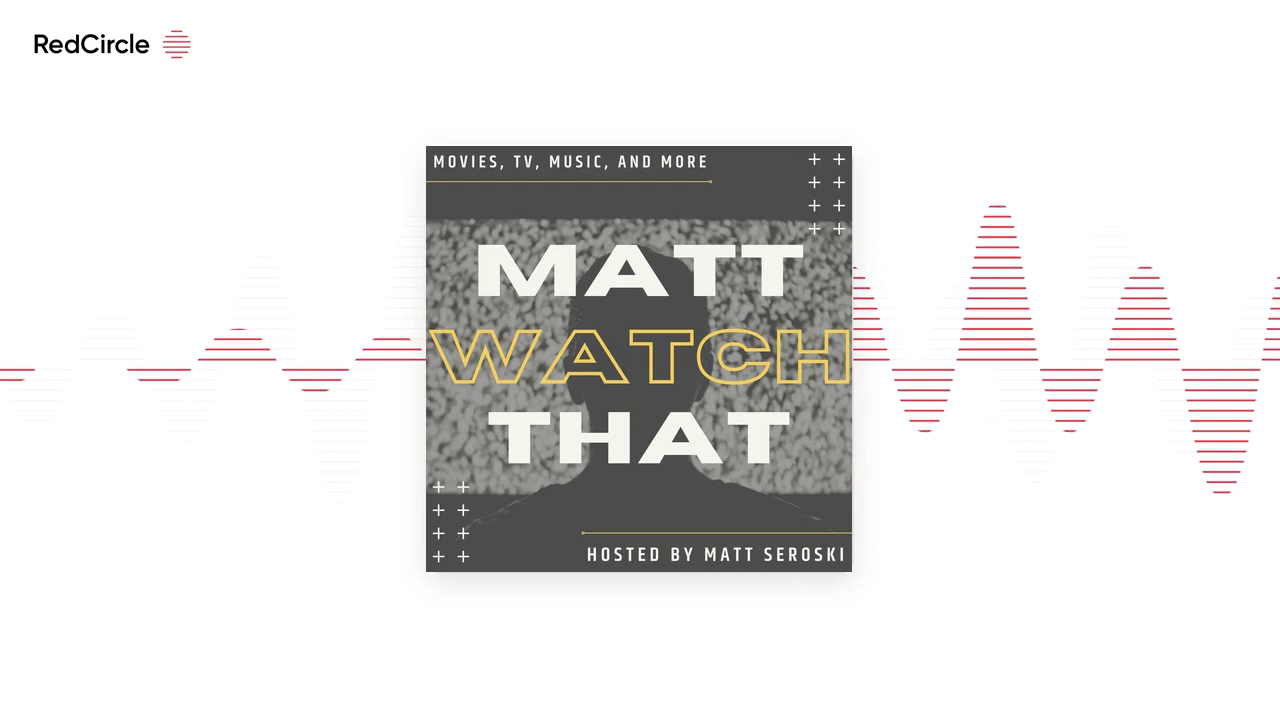 RedCircle
MOVIES, TV, MUSIC, AND MORE
MATT
WATCH
THAT
HOSTED BY MATT SEROSKI